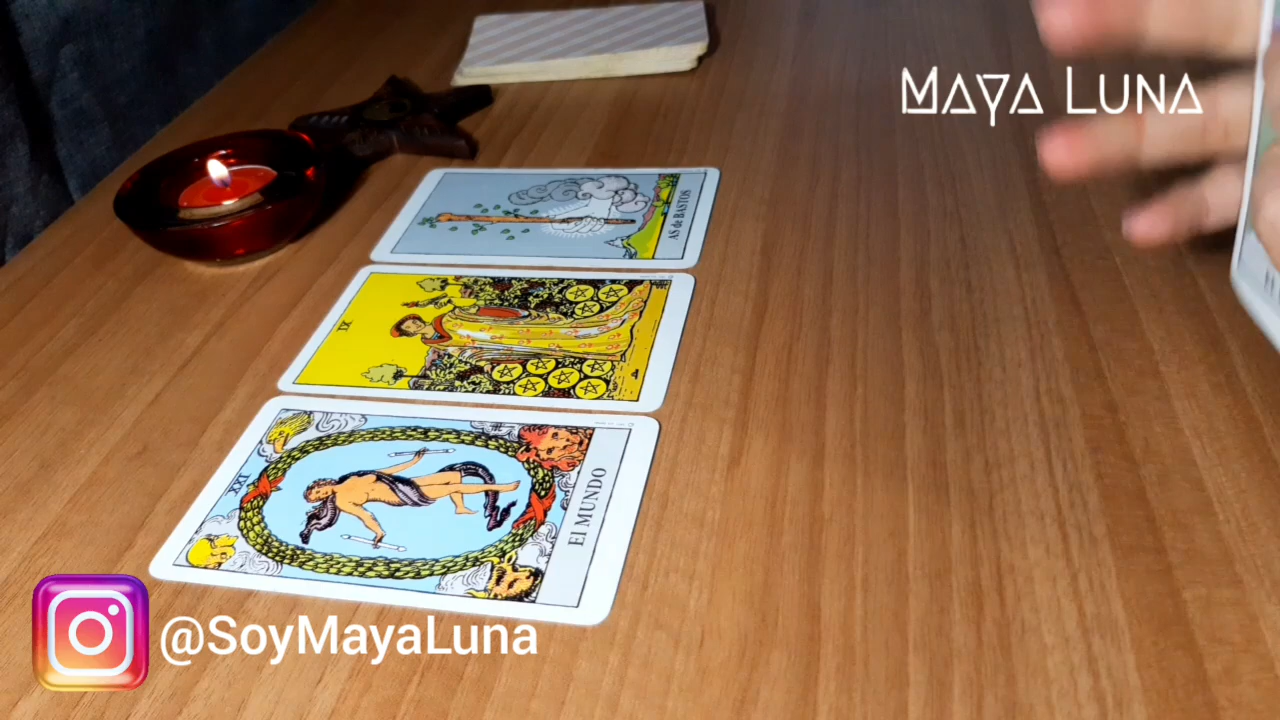 MAYA LUNA
AS de BASTOS
IX
XXI
El MUNDO
@SoyMayaLuna